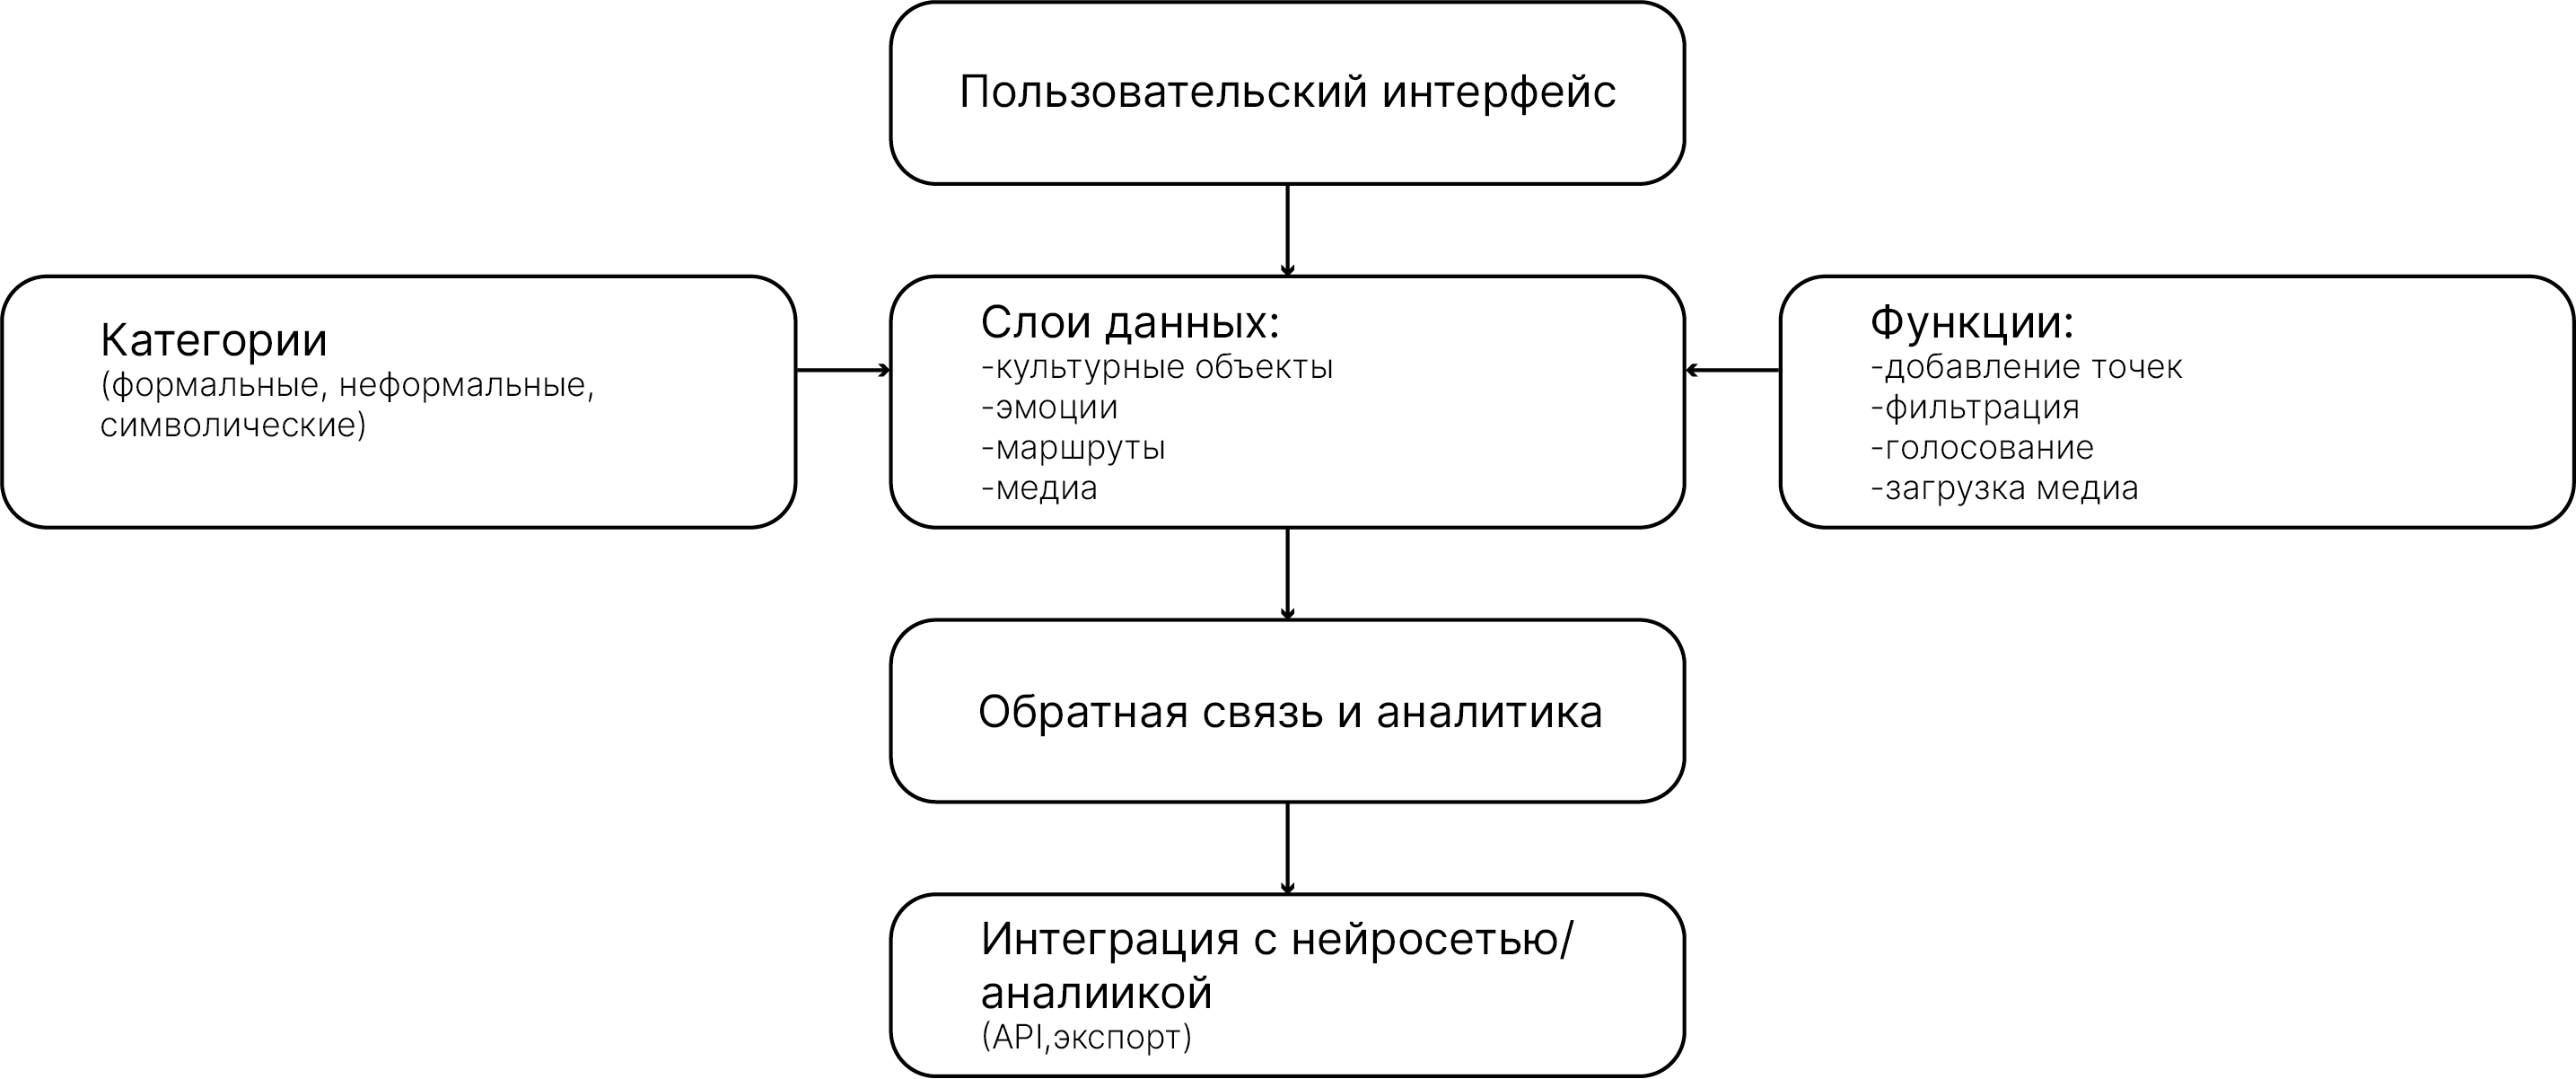 Пользовательский интерфейс
Категории
(формальные, неформальные,
символические)
Слои данных:
-культурные объекты
-эмоции
-маршруты
-медиа
Функции:
-добавление точек
-фильтрация
-голосование
-загрузка медиа
Обратная связь и аналитика
Интеграция с нейросетью/
аналиикой
(API,экспорт)